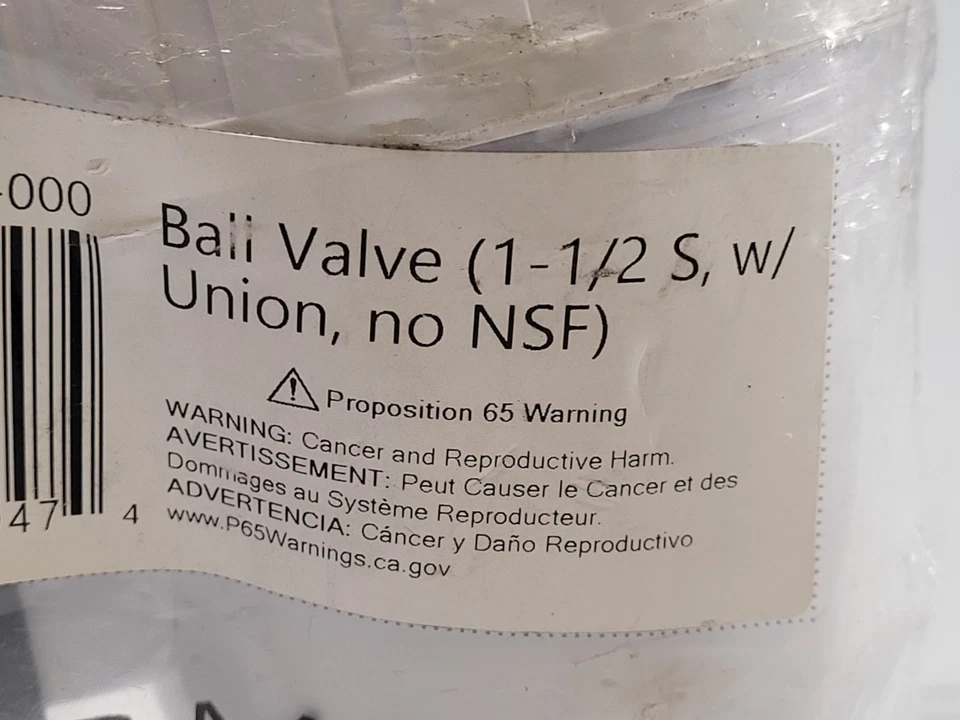 -000
Ball Valve (1-1/2 S, w/
Union, no NSF)
Proposition 65 Warning
WARNING: Cancer and Reproductive Harm.
AVERTISSEMENT: Peut Causer le Cancer et des
Dommages au Système Reproducteur.
ADVERTENCIA: Cáncer y Daño Reproductivo
www.P65Warnings.ca.gov
47 4